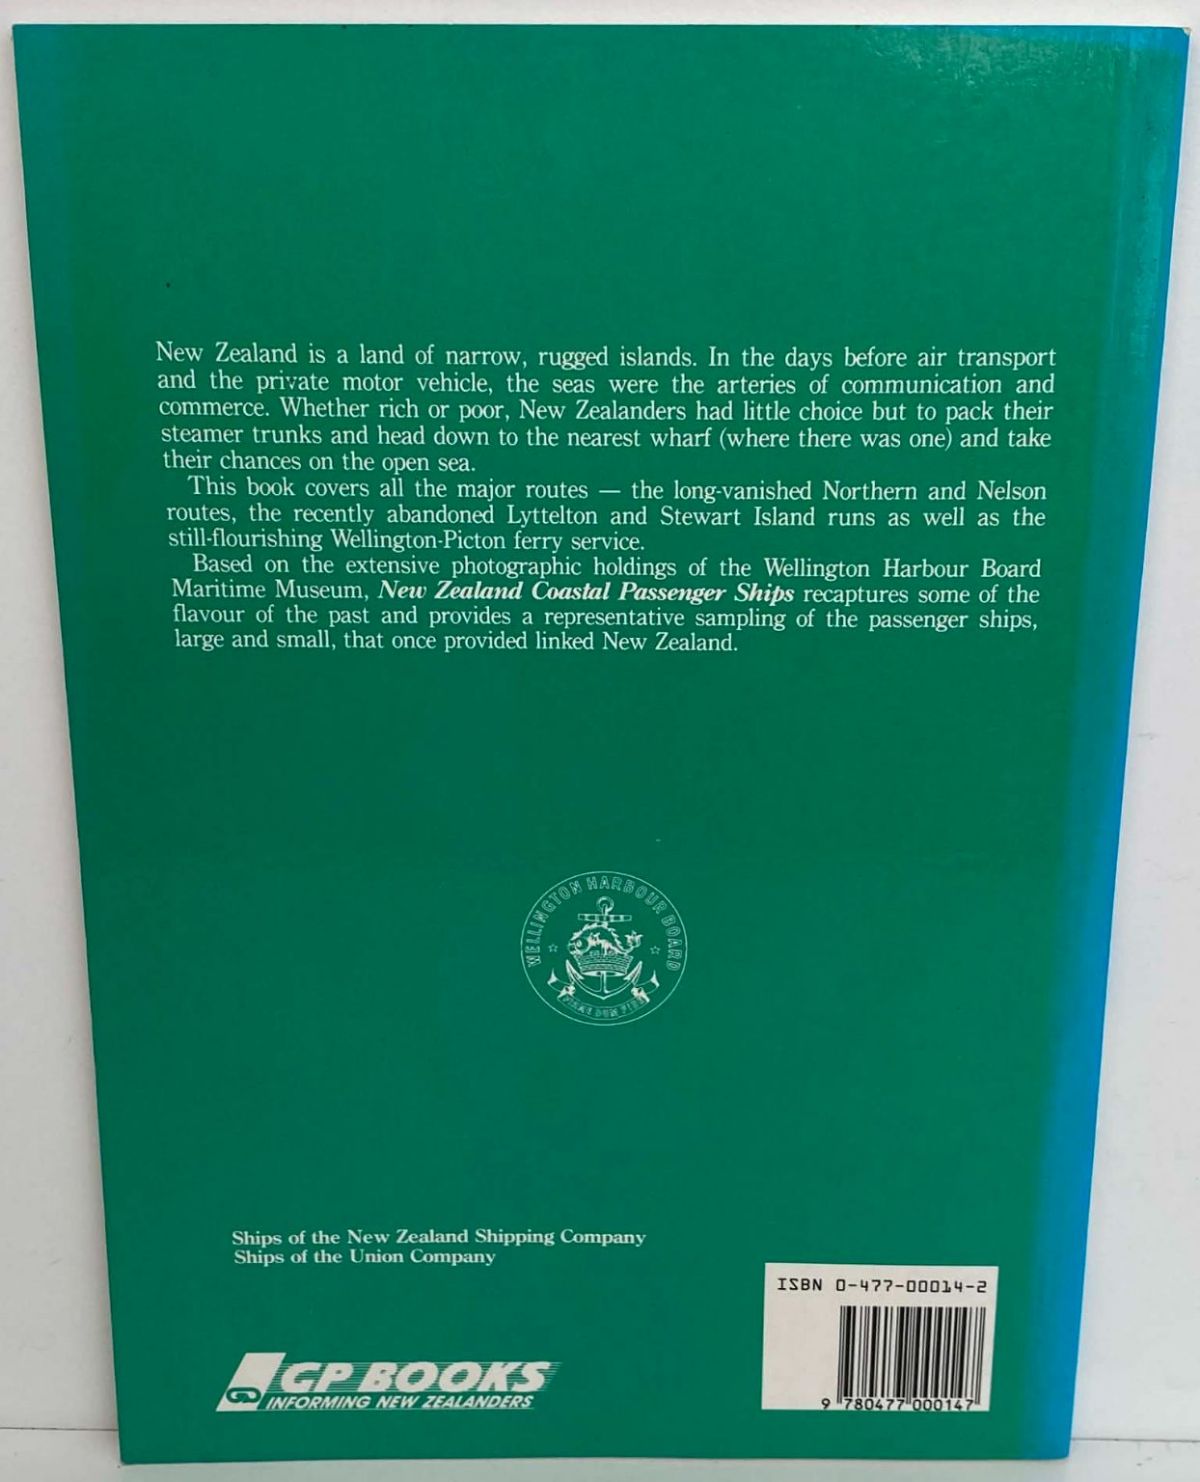 New Zealand is a land of narrow, rugged islands. In the days before air transport
and the private motor vehicle, the seas were the arteries of communication and
commerce. Whether rich or poor, New Zealanders had little choice but to pack their
steamer trunks and head down to the nearest wharf (where there was one) and take
their chances on the open sea.
This book covers all the major routes — the long-vanished Northern and Nelson
routes, the recently abandoned Lyttelton and Stewart Island runs as well as the
still-flourishing Wellington-Picton ferry service.
Based on the extensive photographic holdings of the Wellington Harbour Board
Maritime Museum, New Zealand Coastal Passenger Ships recaptures some of the
flavour of the past and provides a representative sampling of the passenger ships,
large and small, that once provided linked New Zealand.
WELLINGTON HARBOUR BOARD
Ships of the New Zealand Shipping Company
Ships of the Union Company
GP BOOKS
INFORMING NEW ZEALANDERS
ISBN 0-477-00014-2
9 780477 000147